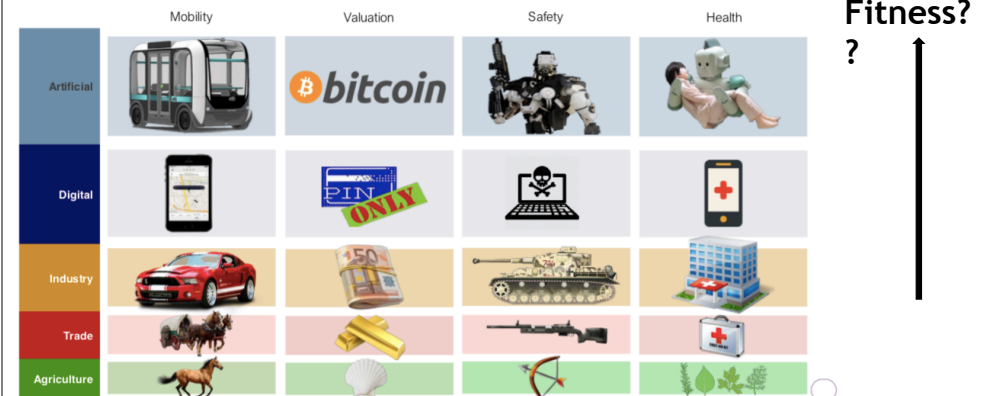 Mobility
Valuation
Safety
Health
Fitness?
?
Artificial
bitcoin
Digital
PIN
ONLY
Industry
50
Trade
Agriculture